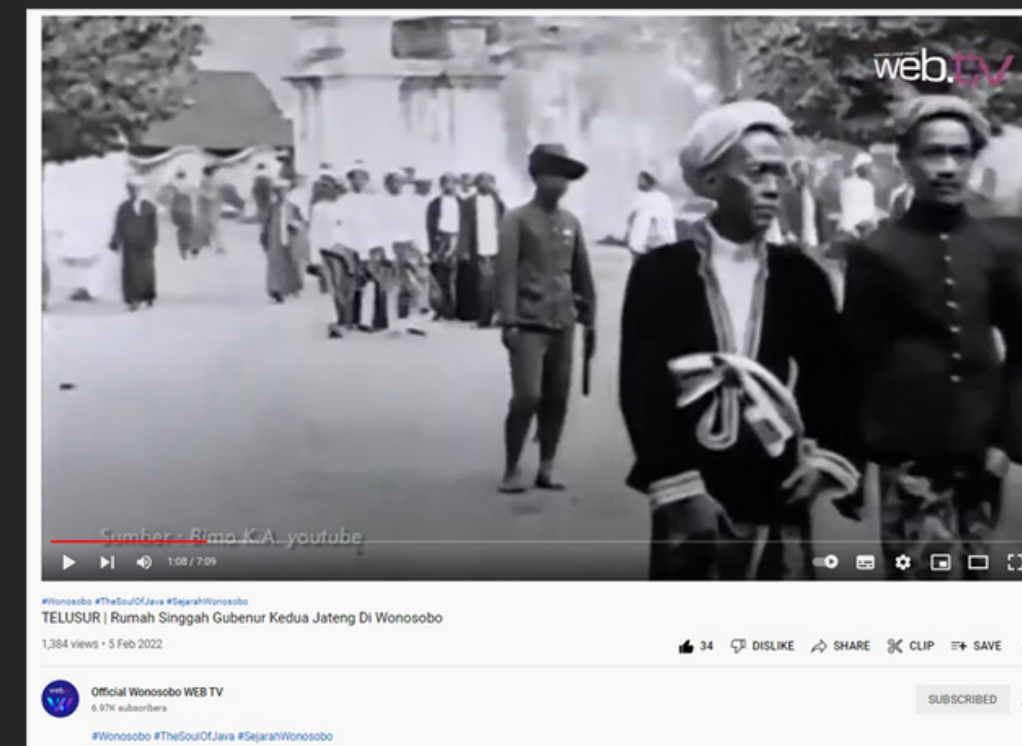 web.TV
Sumber : Bimo K.A. youtube
1:08 / 7:09
#Wonosobo #TheSoulOfJava #SejarahWonosobo
TELUSUR | Rumah Singgah Gubenur Kedua Jateng Di Wonosobo
1,384 views • 5 Feb 2022
34 DISLIKE SHARE CLIP SAVE
Official Wonosobo WEB TV
6.97K subscribers
SUBSCRIBED
#Wonosobo #TheSoulOfJava #SejarahWonosobo